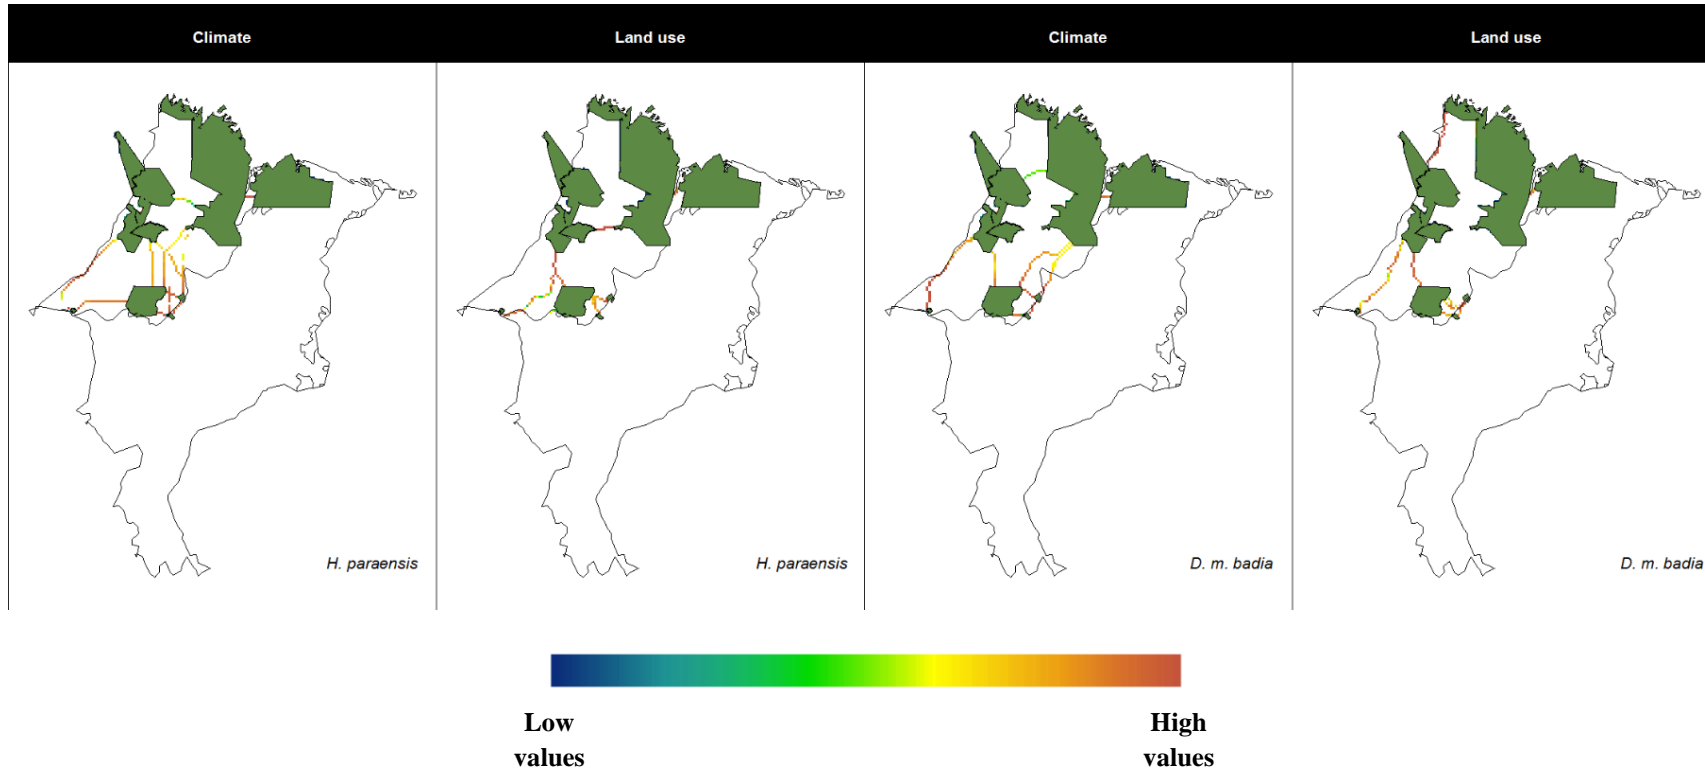 Climate
Land use
Climate
Land use
H. paraensis
H. paraensis
D. m. badia
D. m. badia
Low
values
High
values